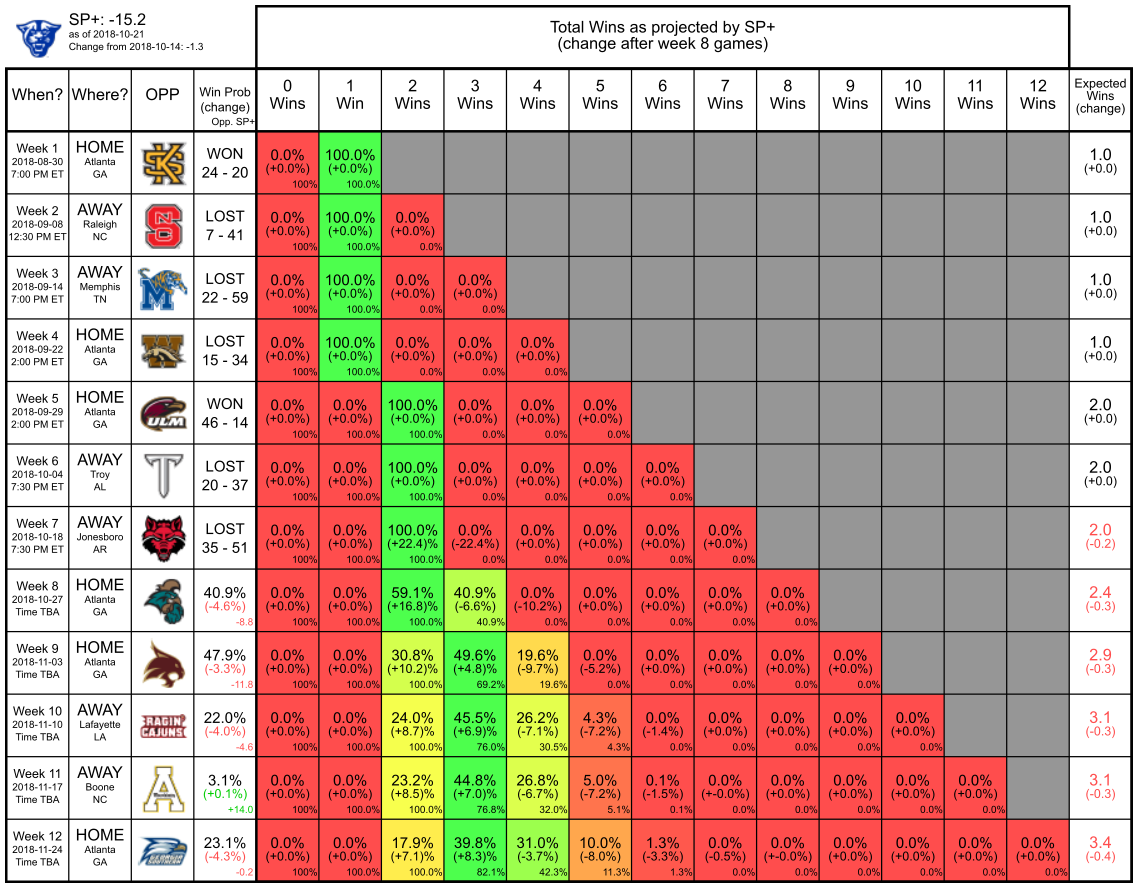 SP+: -15.2
as of 2018-10-21
Change from 2018-10-14: -1.3
Total Wins as projected by SP+
(change after week 8 games)
When? Where? OPP Win Prob (change) Opp. SP+ 0 Wins 1 Win 2 Wins 3 Wins 4 Wins 5 Wins 6 Wins 7 Wins 8 Wins 9 Wins 10 Wins 11 Wins 12 Wins Expected Wins (change)
Week 1 HOME WON 0.0% 100.0% 1.0
2018-08-30 Atlanta KS (+0.0%) (+0.0%) (+0.0)
7:00 PM ET GA 24 - 20 100% 100.0%
Week 2 AWAY LOST 0.0% 100.0% 0.0% 1.0
2018-09-08 Raleigh NCS (+0.0%) (+0.0%) (+0.0%) (+0.0)
12:30 PM ET NC 7 - 41 100% 100.0% 0.0%
Week 3 AWAY LOST 0.0% 100.0% 0.0% 0.0% 1.0
2018-09-14 Memphis M (+0.0%) (+0.0%) (+0.0%) (+0.0%) (+0.0)
7:00 PM ET TN 22 - 59 100% 100.0% 0.0% 0.0%
Week 4 HOME LOST 0.0% 100.0% 0.0% 0.0% 0.0% 1.0
2018-09-22 Atlanta W (+0.0%) (+0.0%) (+0.0%) (+0.0%) (+0.0%) (+0.0)
2:00 PM ET GA 15 - 34 100% 100.0% 0.0% 0.0% 0.0%
Week 5 HOME WON 0.0% 0.0% 100.0% 0.0% 0.0% 0.0% 2.0
2018-09-29 Atlanta ULM (+0.0%) (+0.0%) (+0.0%) (+0.0%) (+0.0%) (+0.0%) (+0.0)
2:00 PM ET GA 46 - 14 100% 100.0% 100.0% 0.0% 0.0% 0.0%
Week 6 AWAY LOST 0.0% 0.0% 100.0% 0.0% 0.0% 0.0% 0.0% 2.0
2018-10-04 Troy T (+0.0%) (+0.0%) (+0.0%) (+0.0%) (+0.0%) (+0.0%) (+0.0%) (+0.0)
7:30 PM ET AL 20 - 37 100% 100.0% 100.0% 0.0% 0.0% 0.0% 0.0%
Week 7 AWAY LOST 0.0% 0.0% 100.0% 0.0% 0.0% 0.0% 0.0% 0.0% 2.0
2018-10-18 Jonesboro (+0.0%) (+0.0%) (+22.4)% (-22.4%) (+0.0%) (+0.0%) (+0.0%) (+0.0%) (-0.2)
7:30 PM ET AR 35 - 51 100% 100.0% 100.0% 0.0% 0.0% 0.0% 0.0% 0.0%
Week 8 HOME 40.9% 0.0% 0.0% 59.1% 40.9% 0.0% 0.0% 0.0% 0.0% 0.0% 2.4
2018-10-27 Atlanta (-4.6%) (+0.0%) (+0.0%) (+16.8)% (-6.6%) (-10.2%) (+0.0%) (+0.0%) (+0.0%) (+0.0%) (-0.3)
Time TBA GA -8.8 100% 100.0% 100.0% 40.9% 0.0% 0.0% 0.0% 0.0% 0.0%
Week 9 HOME 47.9% 0.0% 0.0% 30.8% 49.6% 19.6% 0.0% 0.0% 0.0% 0.0% 0.0% 2.9
2018-11-03 Atlanta (-3.3%) (+0.0%) (+0.0%) (+10.2)% (+4.8)% (-9.7%) (-5.2%) (+0.0%) (+0.0%) (+0.0%) (+0.0%) (-0.3)
Time TBA GA -11.8 100% 100.0% 100.0% 69.2% 19.6% 0.0% 0.0% 0.0% 0.0% 0.0%
Week 10 AWAY 22.0% 0.0% 0.0% 24.0% 45.5% 26.2% 4.3% 0.0% 0.0% 0.0% 0.0% 0.0% 3.1
2018-11-10 Lafayette RAGIN' CAJUNS (-4.0%) (+0.0%) (+0.0%) (+8.7)% (+6.9)% (-7.1%) (-7.2%) (-1.4%) (+0.0%) (+0.0%) (+0.0%) (+0.0%) (-0.3)
Time TBA LA -4.6 100% 100.0% 100.0% 76.0% 30.5% 4.3% 0.0% 0.0% 0.0% 0.0% 0.0%
Week 11 AWAY 3.1% 0.0% 0.0% 23.2% 44.8% 26.8% 5.0% 0.1% 0.0% 0.0% 0.0% 0.0% 0.0% 3.1
2018-11-17 Boone A (+0.1%) (+0.0%) (+0.0%) (+8.5)% (+7.0)% (-6.7%) (-7.2%) (-1.5%) (+-0.0%) (+0.0%) (+0.0%) (+0.0%) (+0.0%) (-0.3)
Time TBA NC +14.0 100% 100.0% 100.0% 76.8% 32.0% 5.1% 0.1% 0.0% 0.0% 0.0% 0.0% 0.0%
Week 12 HOME 23.1% 0.0% 0.0% 17.9% 39.8% 31.0% 10.0% 1.3% 0.0% 0.0% 0.0% 0.0% 0.0% 0.0% 3.4
2018-11-24 Atlanta (-4.3%) (+0.0%) (+0.0%) (+7.1)% (+8.3)% (-3.7%) (-8.0%) (-3.3%) (-0.5%) (+-0.0%) (+0.0%) (+0.0%) (+0.0%) (+0.0%) (-0.4)
Time TBA GA -0.2 100% 100.0% 100.0% 82.1% 42.3% 11.3% 1.3% 0.0% 0.0% 0.0% 0.0% 0.0% 0.0%